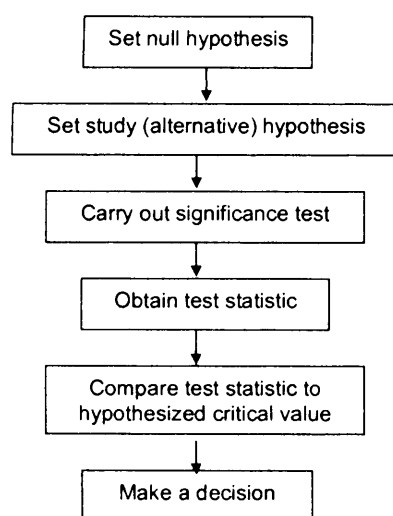 Set null hypothesis
Set study (alternative) hypothesis
Carry out significance test
Obtain test statistic
Compare test statistic to
hypothesized critical value
Make a decision